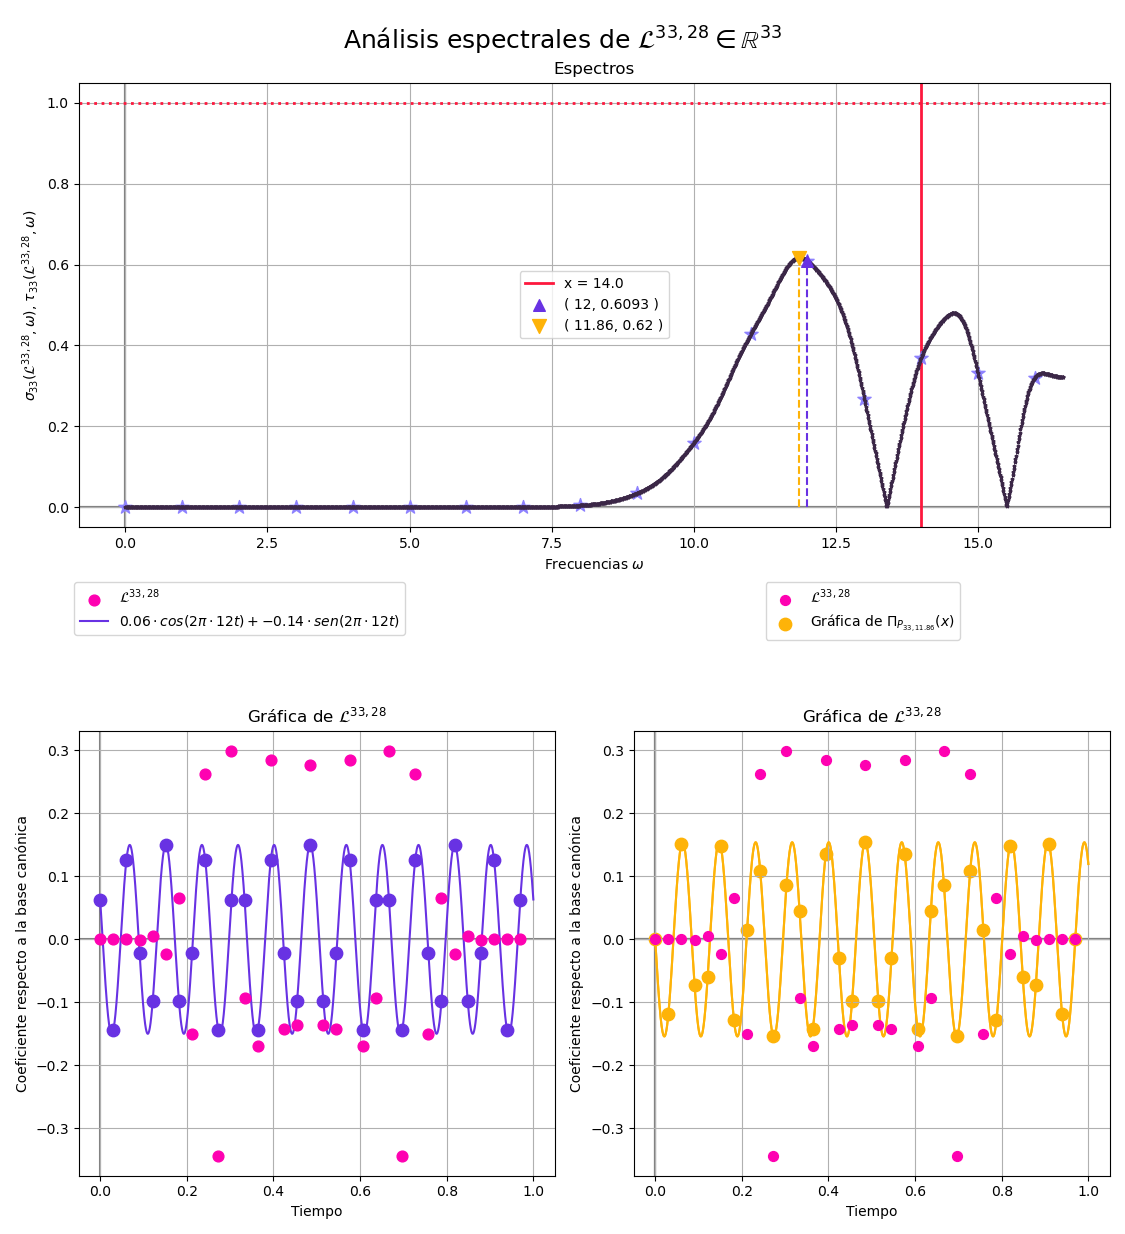 Análisis espectrales de 𝓛^{33,28} ∈ ℝ^{33}
Espectros
1.0
0.8
0.6
0.4
0.2
0.0
σ_{33}(𝓛^{33,28}, ω), τ_{33}(𝓛^{33,28}, ω)
x = 14.0
( 12, 0.6093 )
( 11.86, 0.62 )
0.0 2.5 5.0 7.5 10.0 12.5 15.0
Frecuencias ω
𝓛^{33,28}
0.06 · cos(2π · 12t) + −0.14 · sen(2π · 12t)
𝓛^{33,28}
Gráfica de Π_{P_{33,11.86}}(x)
Gráfica de 𝓛^{33,28}
0.3
0.2
0.1
0.0
−0.1
−0.2
−0.3
Coeficiente respecto a la base canónica
0.0 0.2 0.4 0.6 0.8 1.0
Tiempo
Gráfica de 𝓛^{33,28}
0.3
0.2
0.1
0.0
−0.1
−0.2
−0.3
Coeficiente respecto a la base canónica
0.0 0.2 0.4 0.6 0.8 1.0
Tiempo